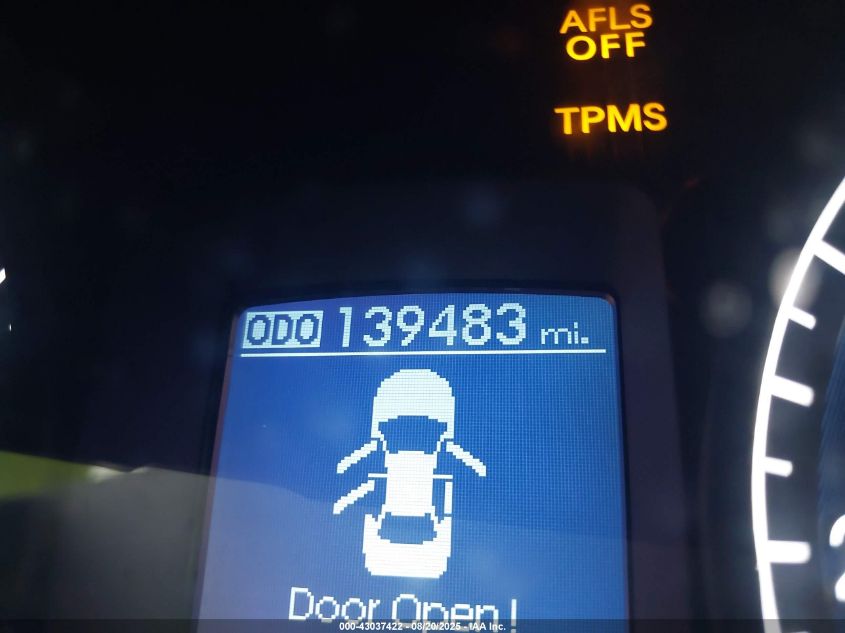 AFLS
OFF
TPMS
ODO 139483 mi.
Door Open!
000-43037422 - 08/20/2025 - IAA Inc.